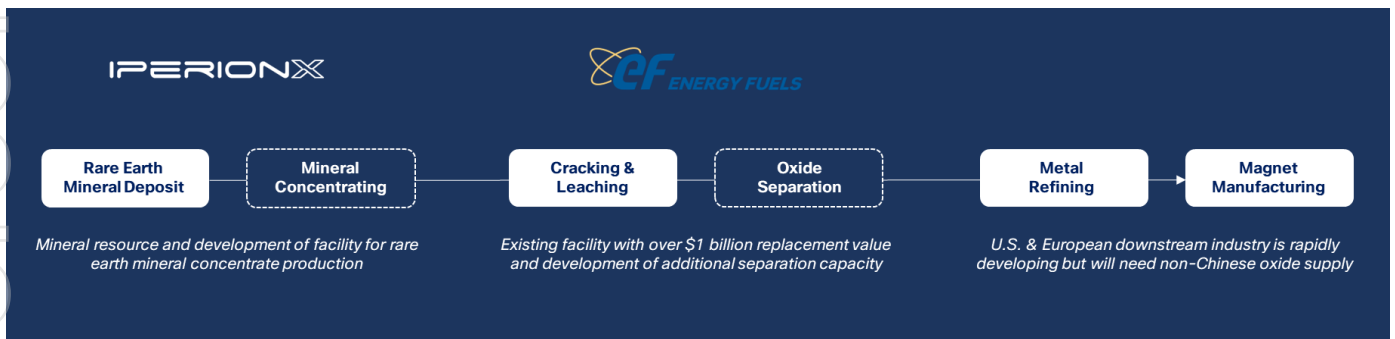 IPERIONX
eF ENERGY FUELS
Rare Earth
Mineral Deposit
Mineral
Concentrating
Cracking &
Leaching
Oxide
Separation
Metal
Refining
Magnet
Manufacturing
Mineral resource and development of facility for rare
earth mineral concentrate production
Existing facility with over $1 billion replacement value
and development of additional separation capacity
U.S. & European downstream industry is rapidly
developing but will need non-Chinese oxide supply